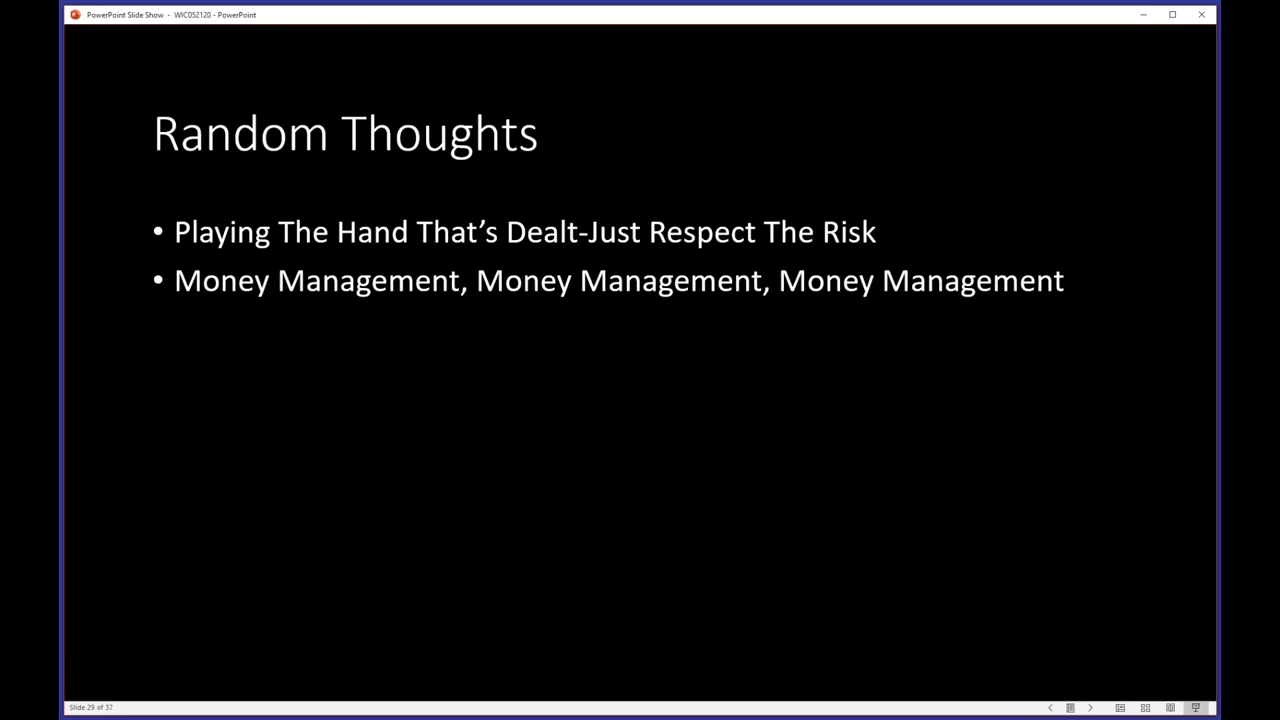 PowerPoint Slide Show - WIC052120 - PowerPoint
Random Thoughts
• Playing The Hand That’s Dealt-Just Respect The Risk
• Money Management, Money Management, Money Management
Slide 29 of 37